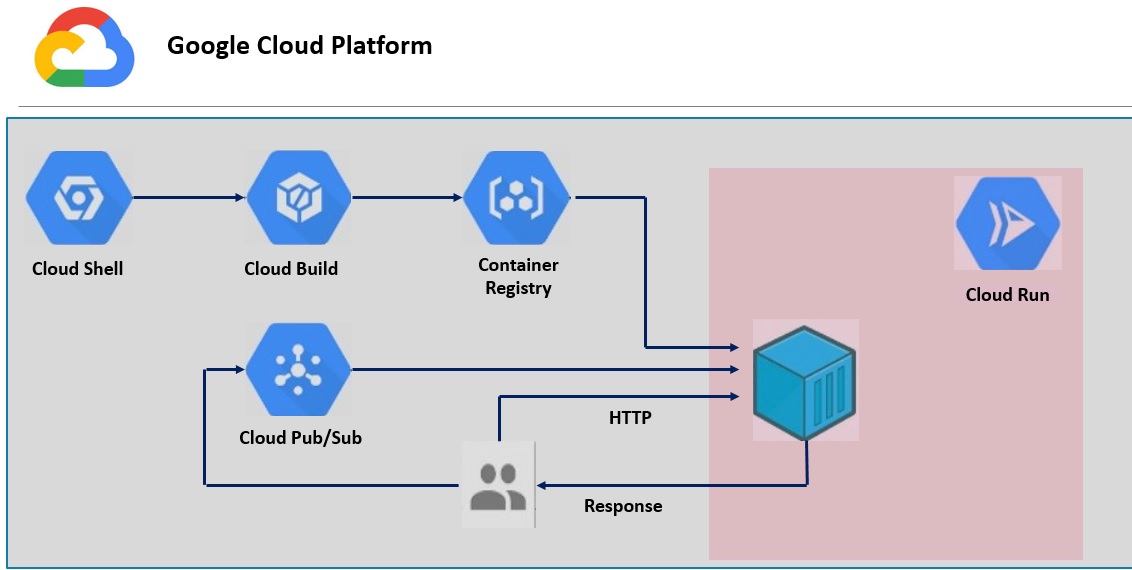 Google Cloud Platform
Cloud Shell
Cloud Build
Container
Registry
Cloud Run
Cloud Pub/Sub
HTTP
Response